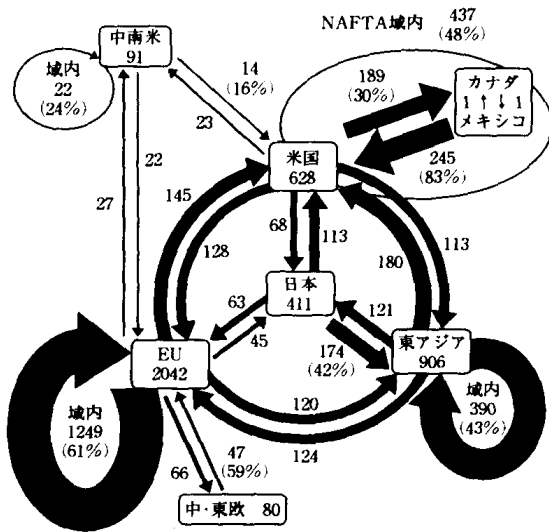 NAFTA域内 437
(48%)
中南米
91
域内
22
(24%)
14
(16%)
23
189
(30%)
カナダ
1 ↑ ↓ 1
メキシコ
245
(83%)
米国
628
22
27
145
128
68
113
180
113
日本
411
63
45
121
174
(42%)
EU
2042
東アジア
906
域内
1249
(61%)
域内
390
(43%)
120
124
66
47
(59%)
中・東欧 80